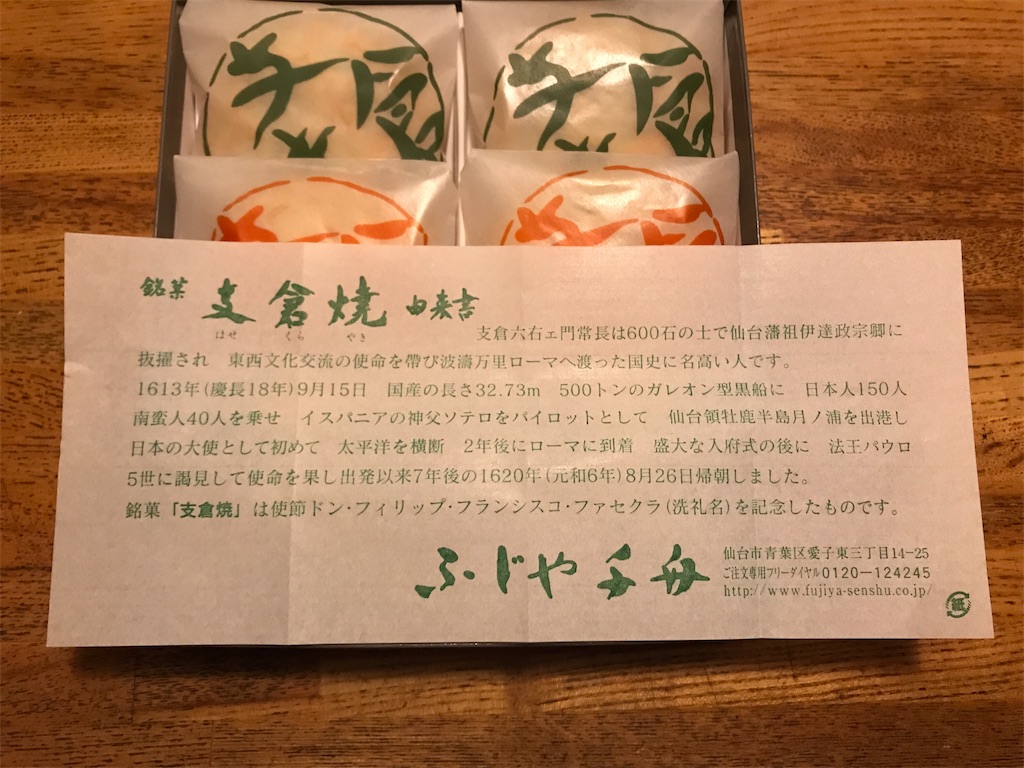 銘菓 支倉焼 由来書
はせ くら やき
支倉六右ェ門常長は600石の士で仙台藩祖伊達政宗卿に
抜擢され 東西文化交流の使命を帯び波濤万里ローマへ渡った国史に名高い人です。
1613年(慶長18年)9月15日 国産の長さ32.73m 500トンのガレオン型黒船に 日本人150人
南蛮人40人を乗せ イスパニアの神父ソテロをパイロットとして 仙台領牡鹿半島月ノ浦を出港し
日本の大使として初めて 太平洋を横断 2年後にローマに到着 盛大な入府式の後に 法王パウロ
5世に謁見して使命を果し出発以来7年後の1620年(元和6年)8月26日帰朝しました。
銘菓「支倉焼」は使節ドン・フィリップ・フランシスコ・ファセクラ(洗礼名)を記念したものです。
ふじや千舟
仙台市青葉区愛子東三丁目14-25
ご注文専用フリーダイヤル0120-124245
http://www.fujiya-senshu.co.jp/
紙